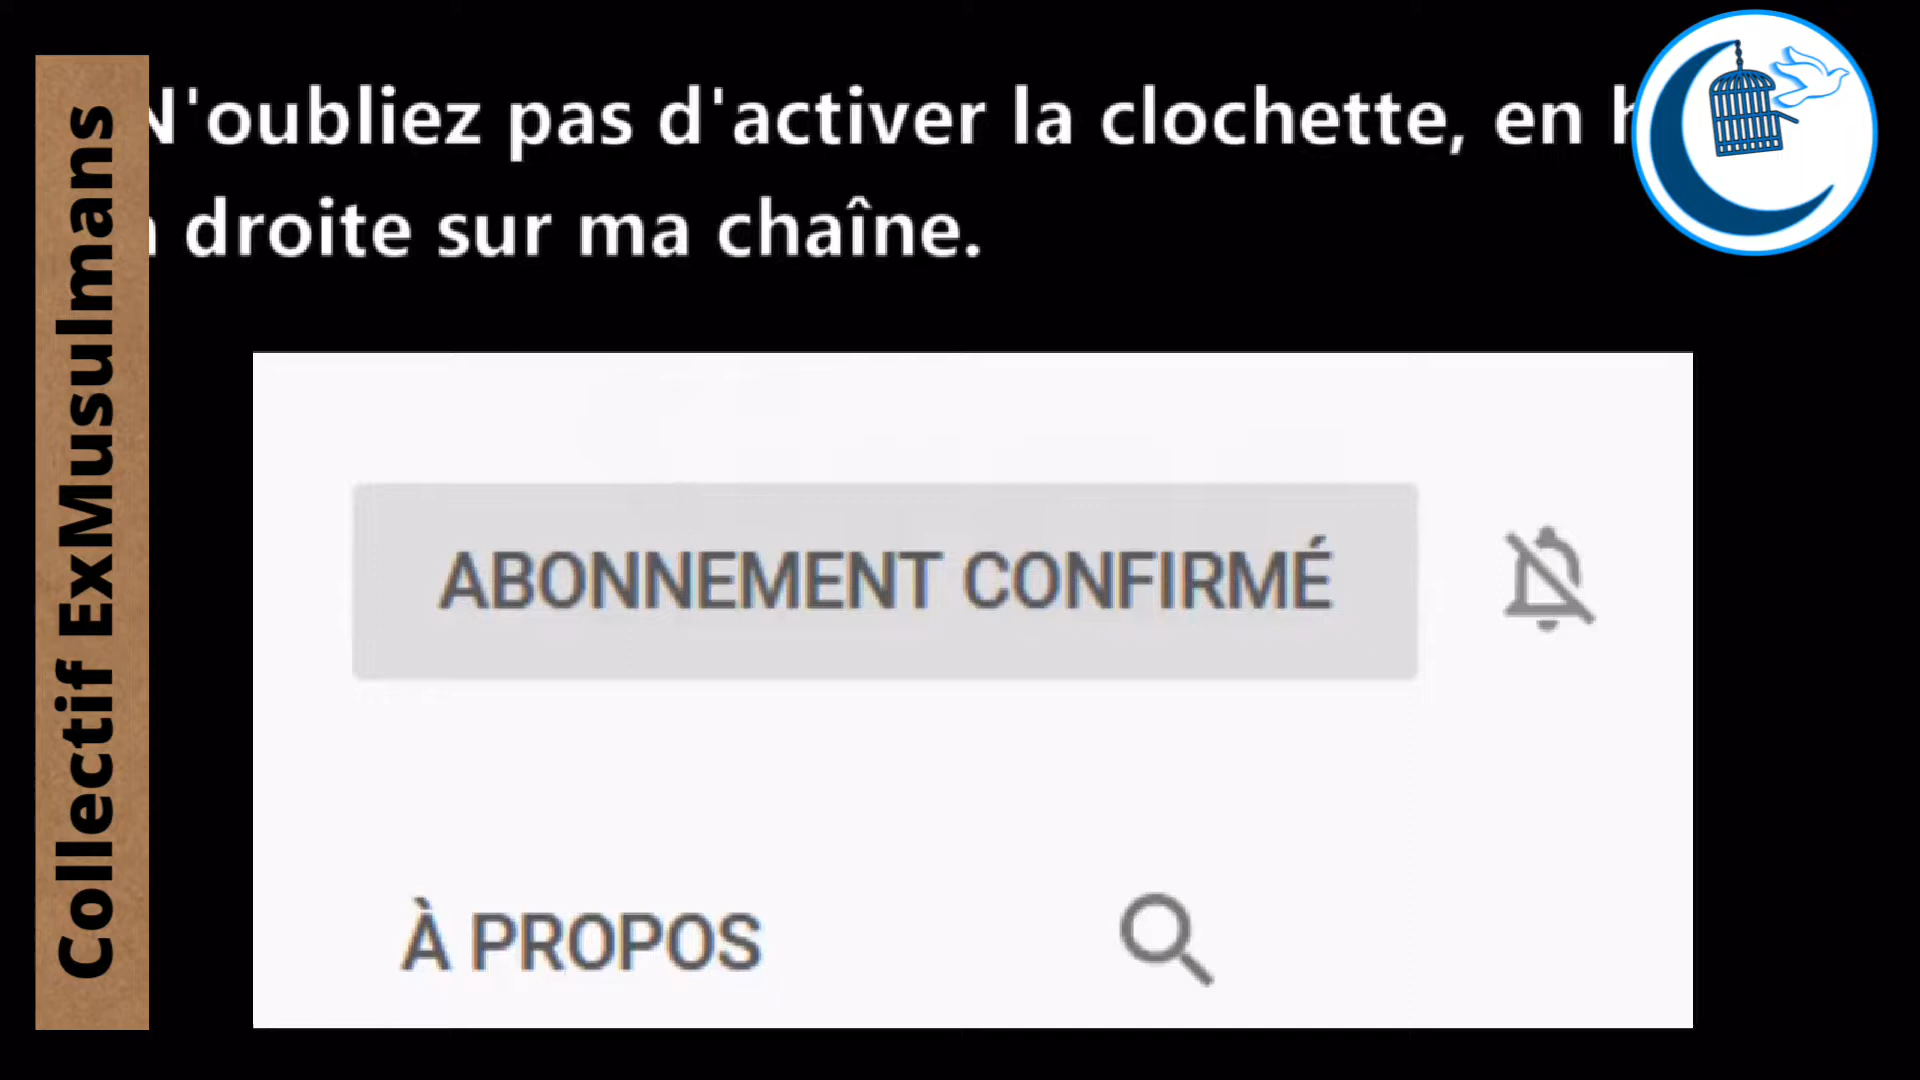 N'oubliez pas d'activer la clochette, en
droite sur ma chaîne.
Collectif ExMusulmans
ABONNEMENT CONFIRMÉ
À PROPOS